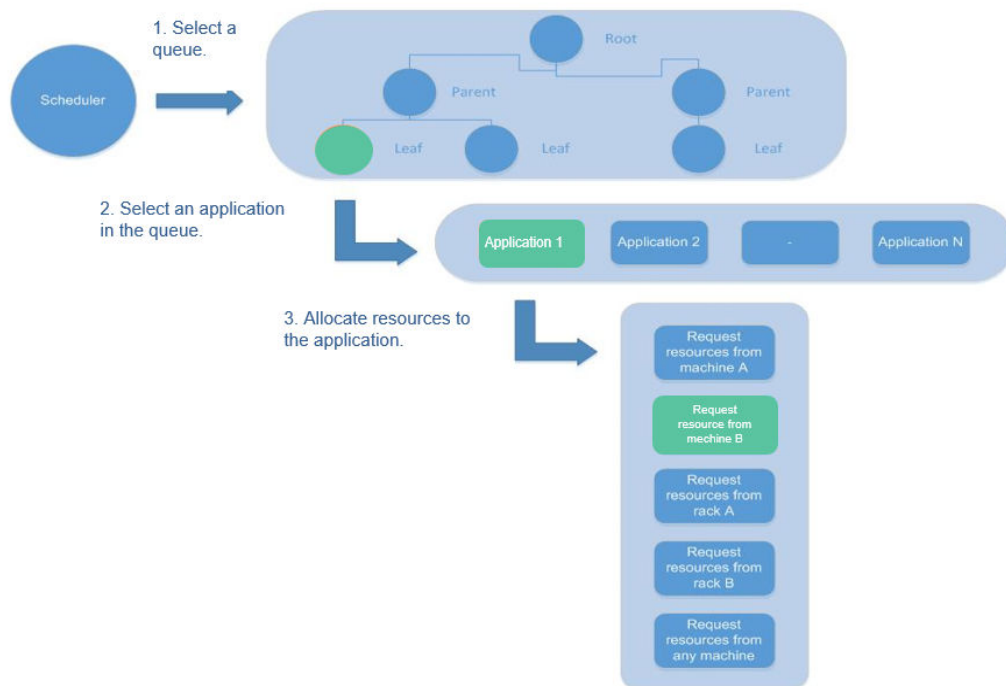 1. Select a
queue.
Scheduler
Root
Parent
Parent
Leaf
Leaf
Leaf
2. Select an application
in the queue.
Application 1
Application 2
-
Application N
3. Allocate resources to
the application.
Request
resources from
machine A
Request
resource from
mechine B
Request
resources from
rack A
Request
resources from
rack B
Request
resources from
any machine